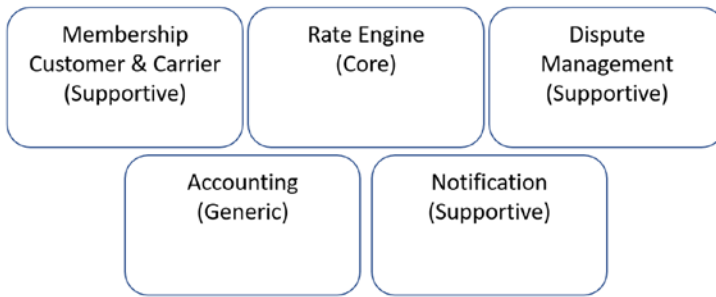 Membership
Customer & Carrier
(Supportive)
Rate Engine
(Core)
Dispute
Management
(Supportive)
Accounting
(Generic)
Notification
(Supportive)